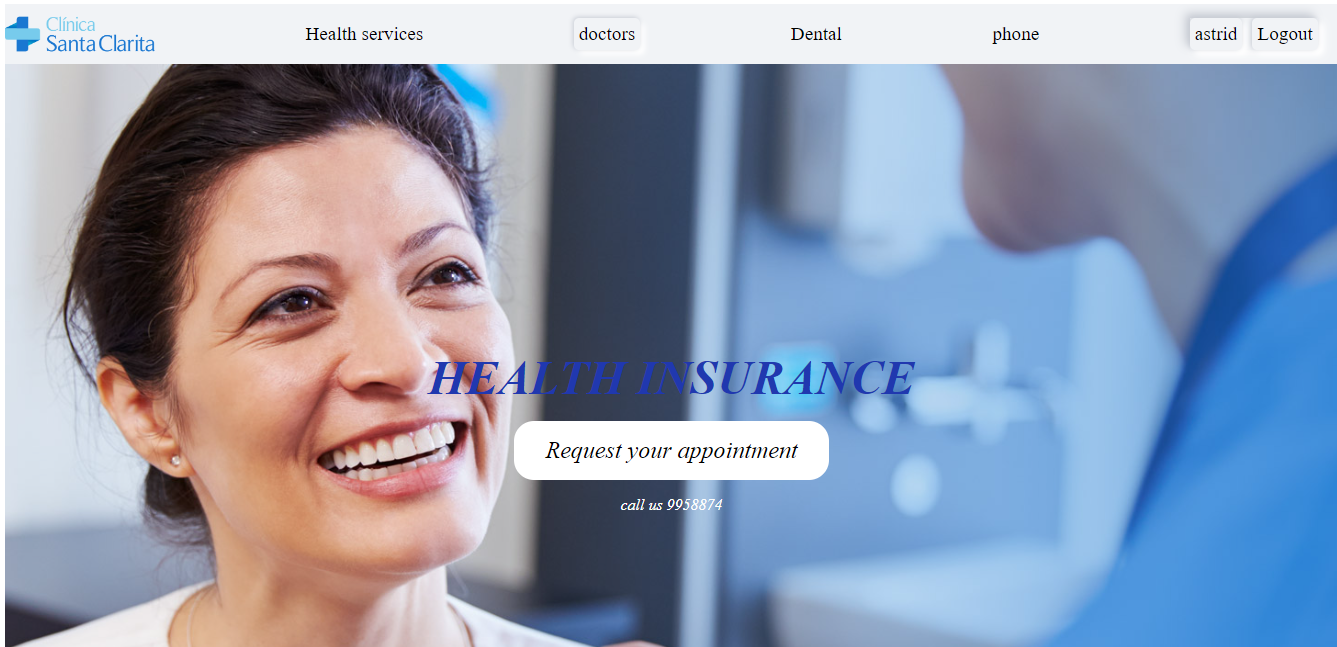 Clínica
Santa Clarita
Health services
doctors
Dental
phone
astrid
Logout
HEALTH INSURANCE
Request your appointment
call us 9958874